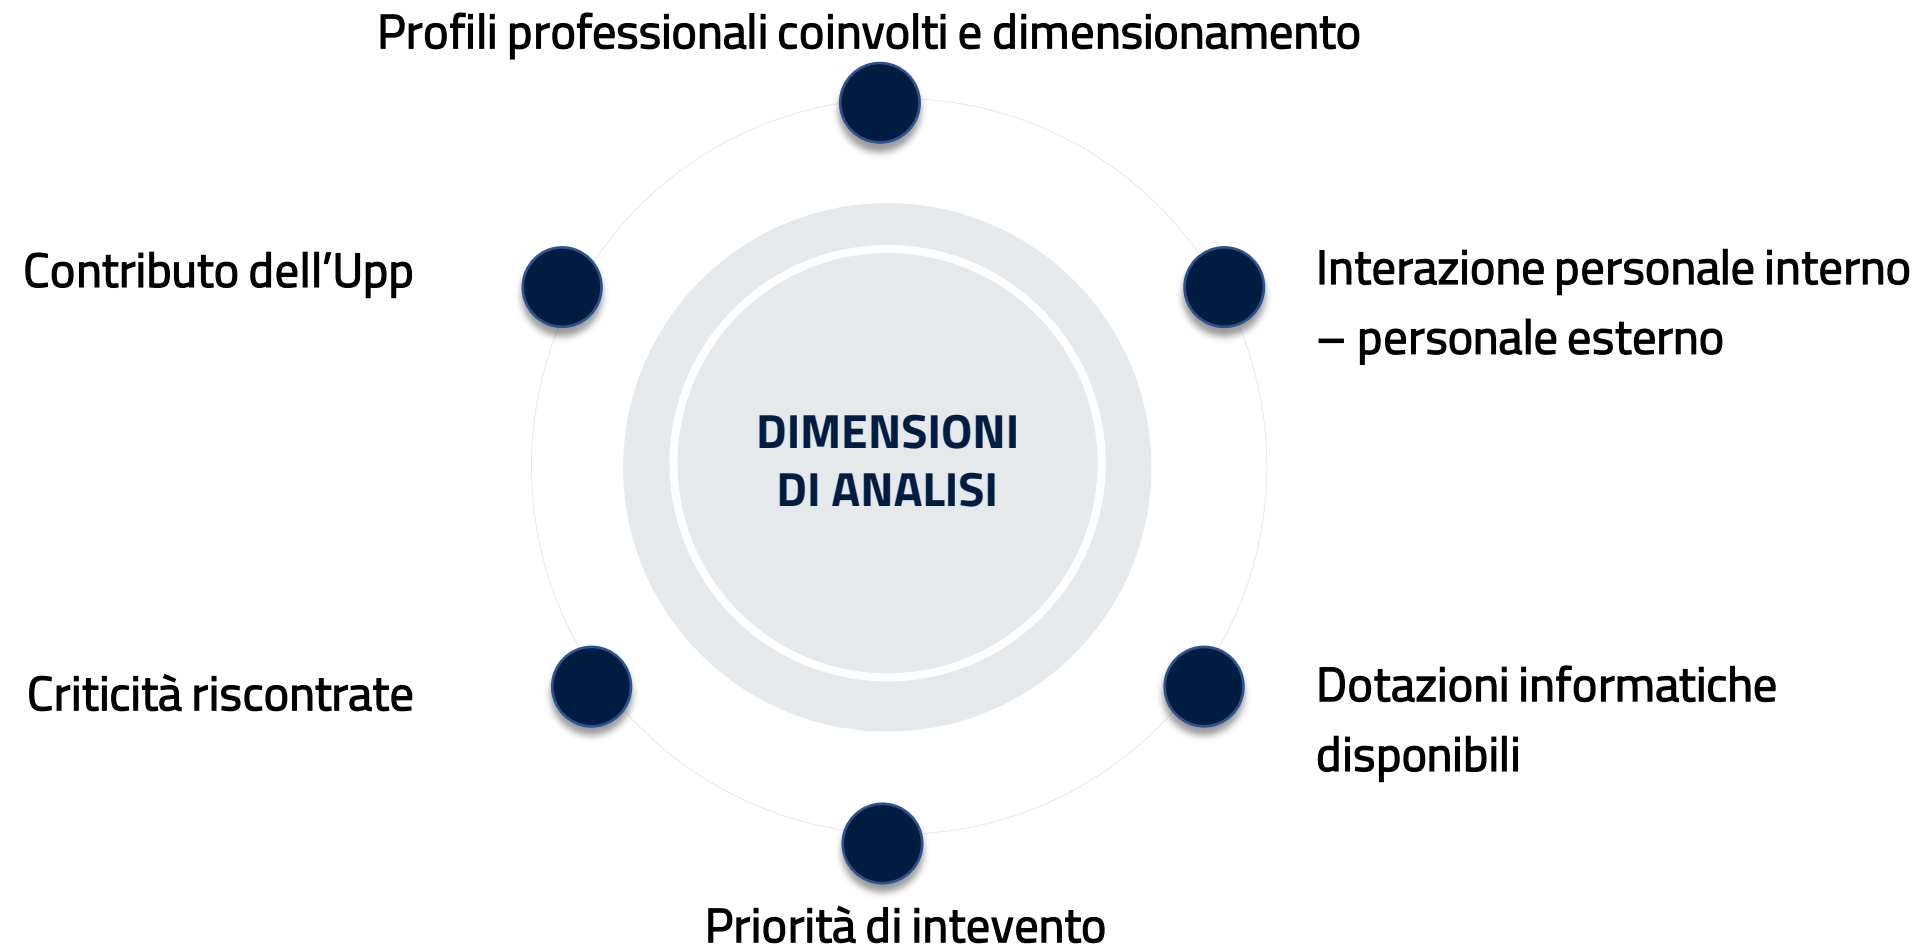 Profili professionali coinvolti e dimensionamento
Contributo dell’Upp
Interazione personale interno
– personale esterno
DIMENSIONI
DI ANALISI
Criticità riscontrate
Dotazioni informatiche
disponibili
Priorità di intevento